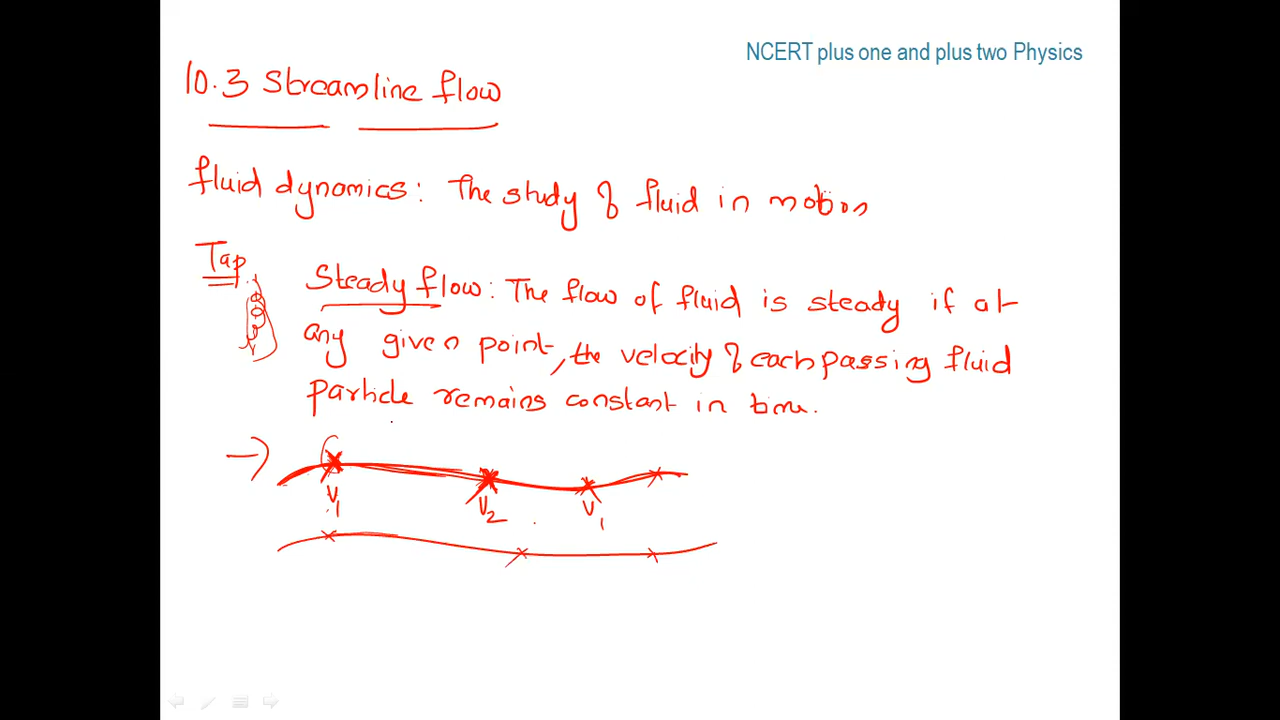 NCERT plus one and plus two Physics
10.3 Streamline flow
fluid dynamics: The study of fluid in motion
Tap
Steady flow: The flow of fluid is steady if at
any given point, the velocity of each passing fluid
Particle remains constant in time.
V1 V2 V1